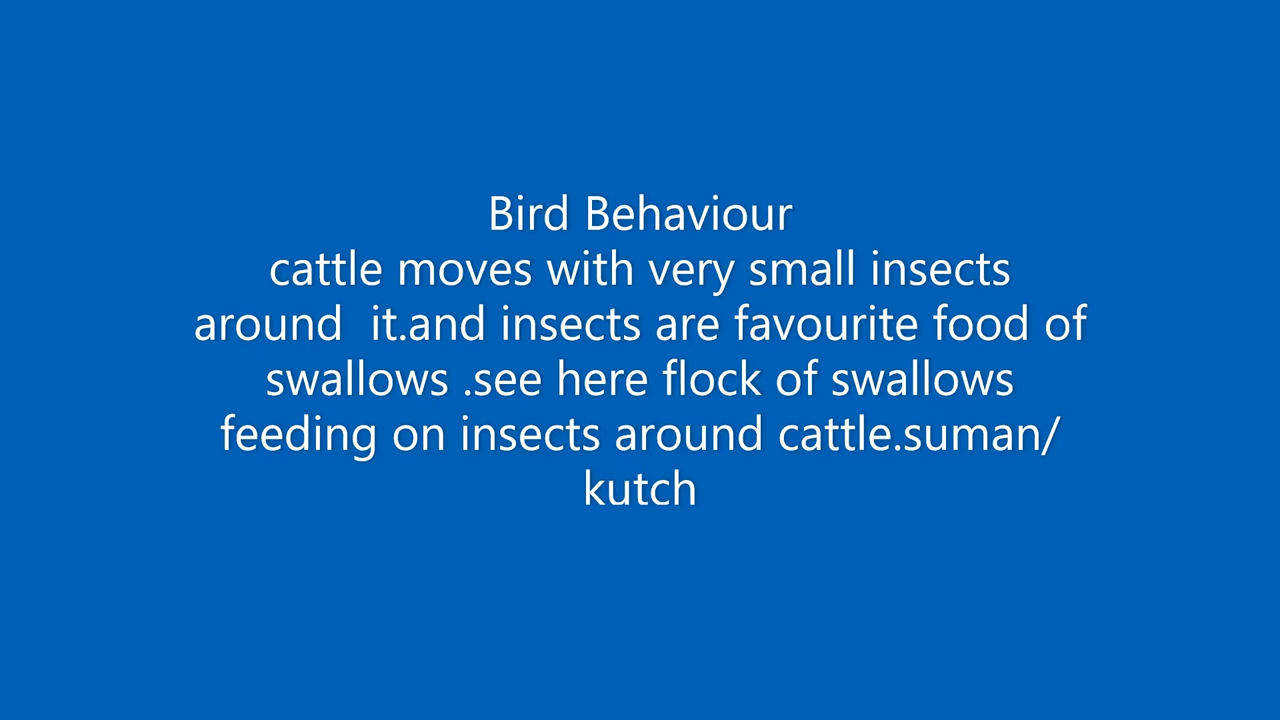 Bird Behaviour
cattle moves with very small insects
around  it.and insects are favourite food of
swallows .see here flock of swallows
feeding on insects around cattle.suman/
kutch